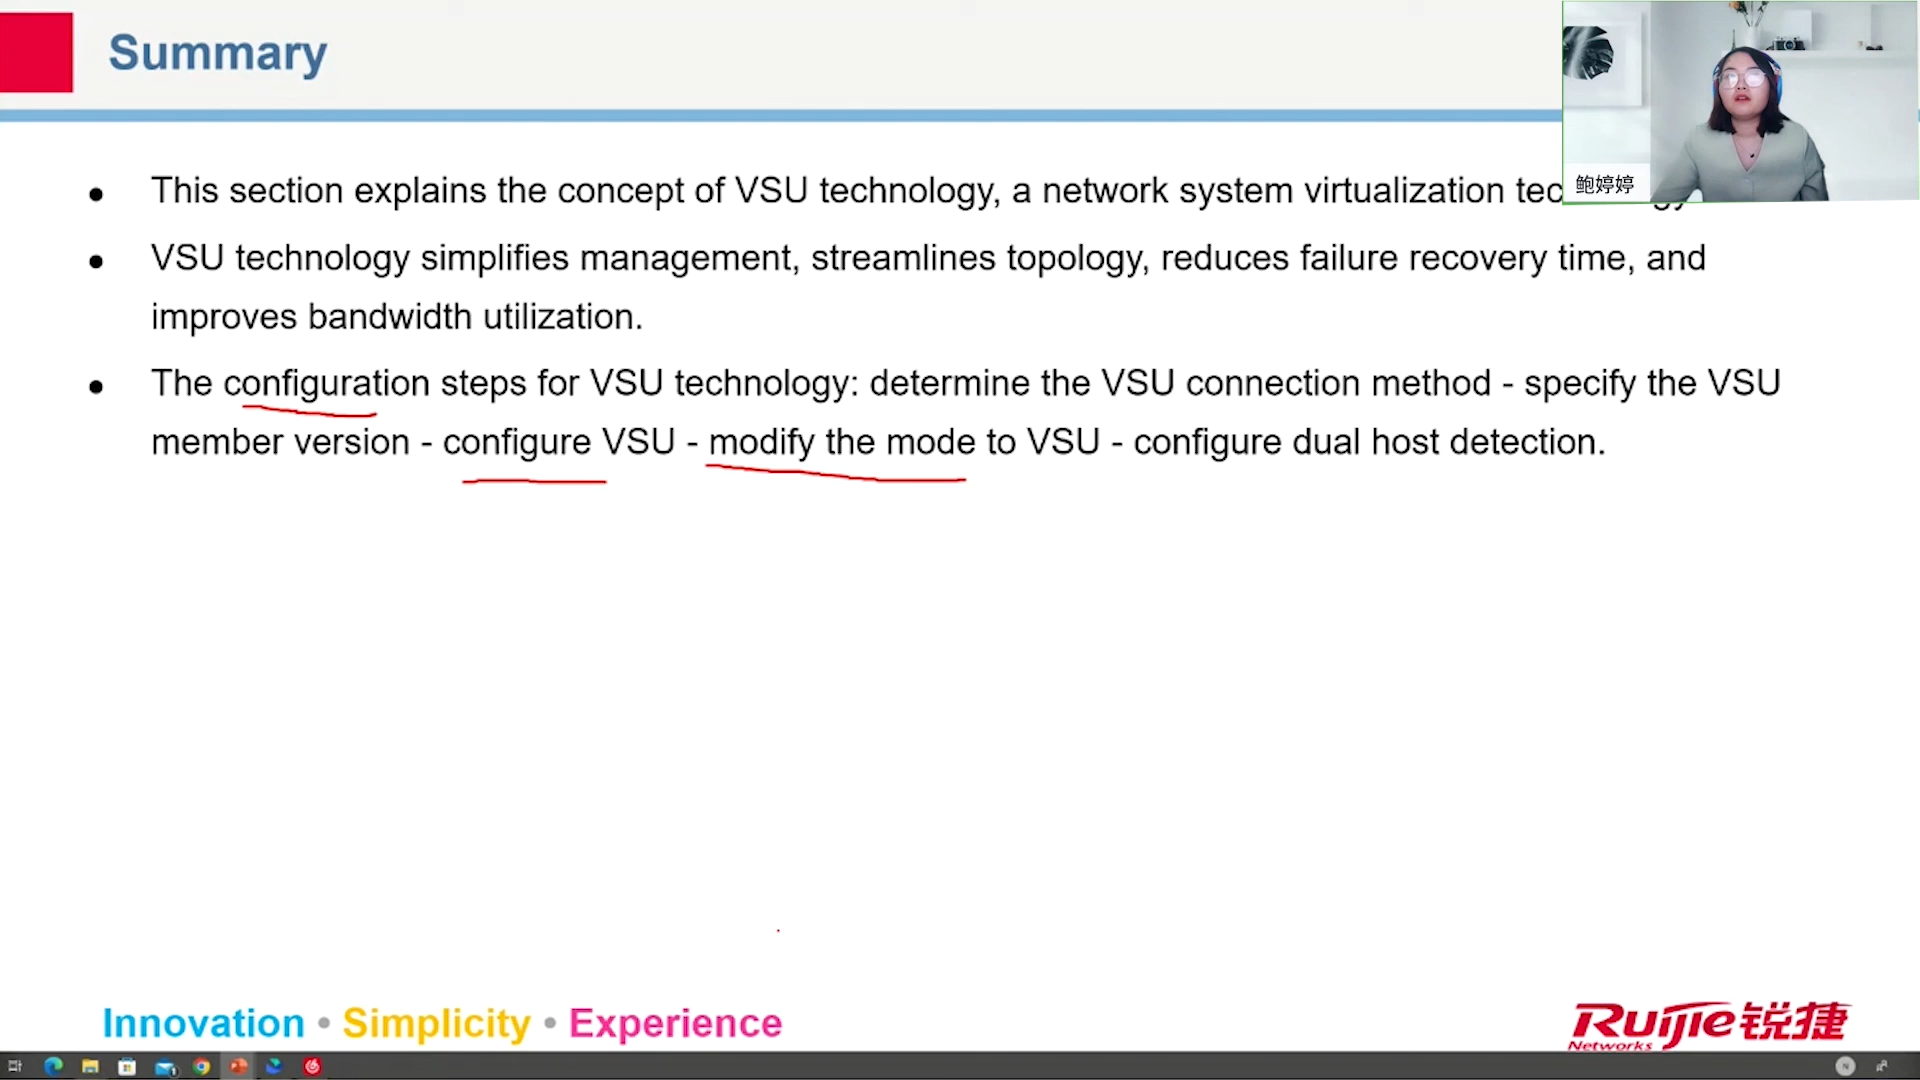 Summary
鲍婷婷
• This section explains the concept of VSU technology, a network system virtualization tec
• VSU technology simplifies management, streamlines topology, reduces failure recovery time, and
improves bandwidth utilization.
• The configuration steps for VSU technology: determine the VSU connection method - specify the VSU
member version - configure VSU - modify the mode to VSU - configure dual host detection.
Innovation • Simplicity • Experience
Ruijie锐捷
Networks